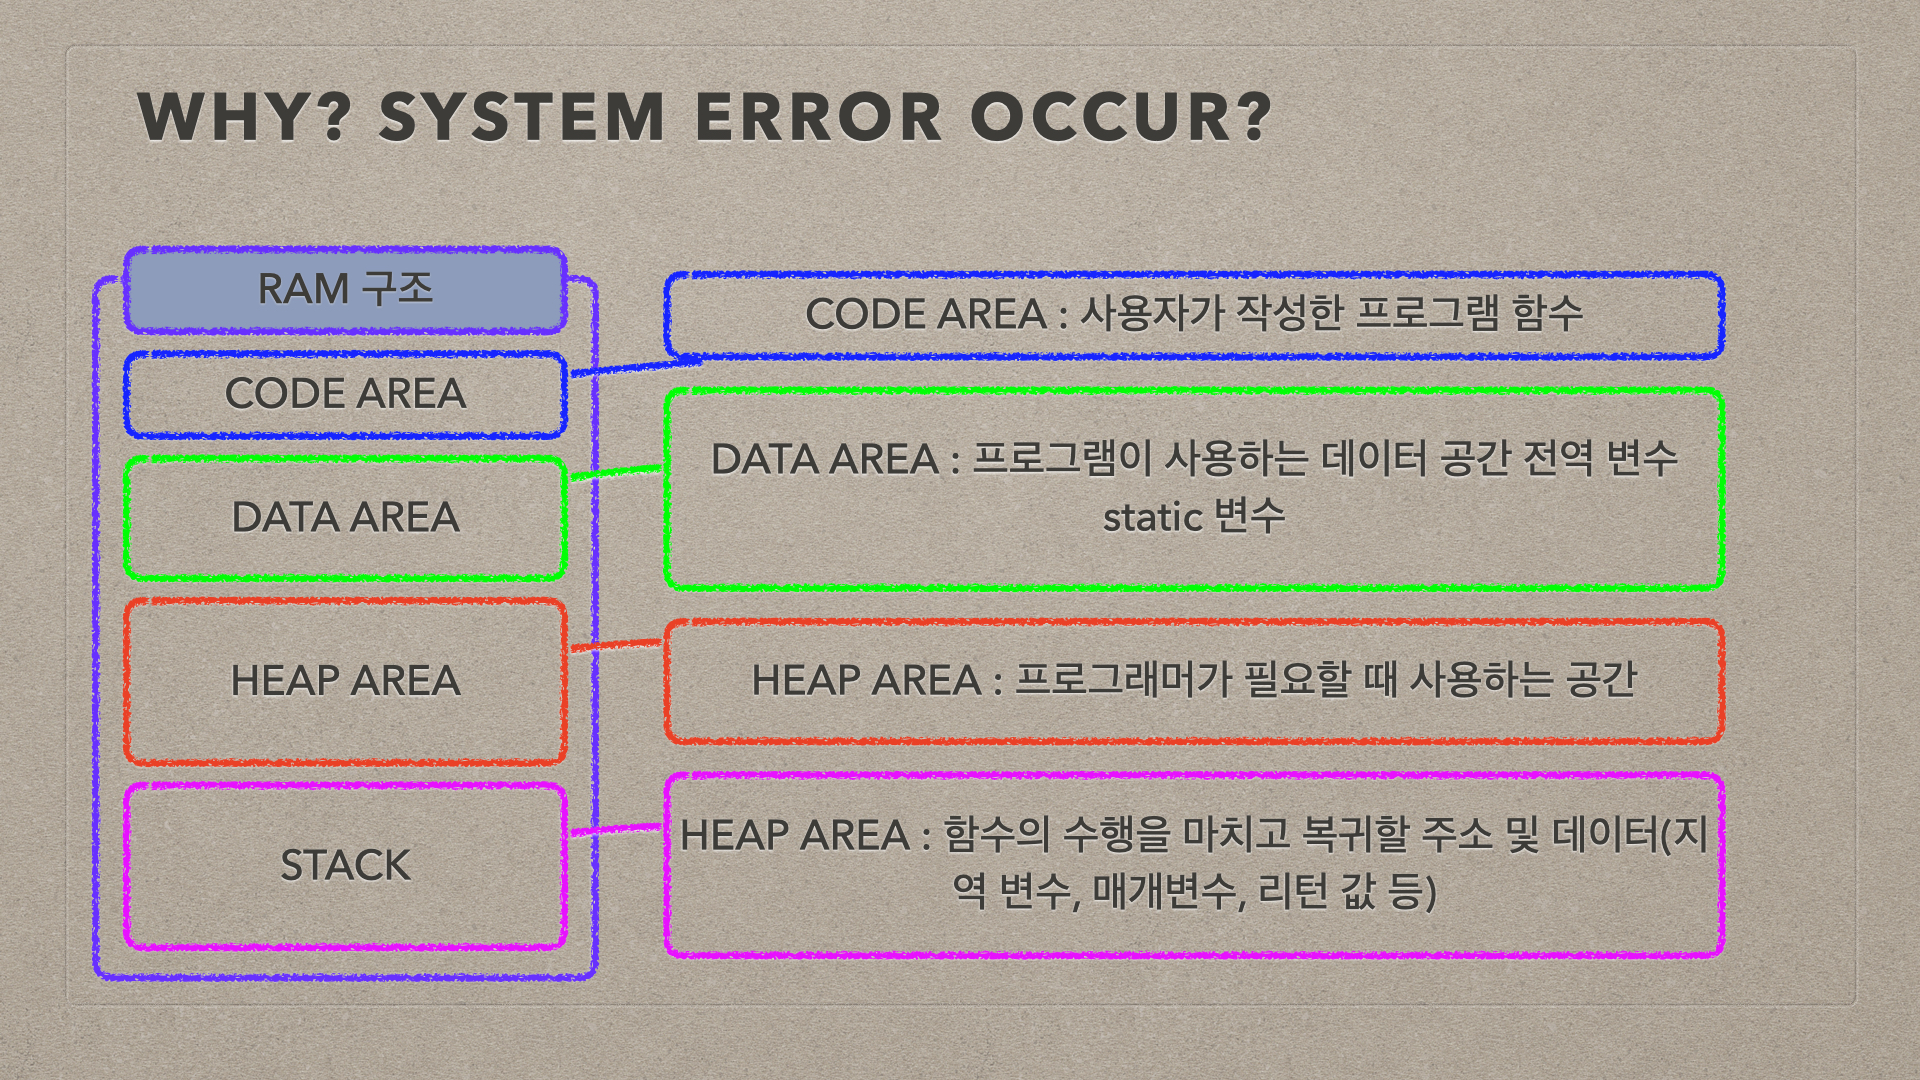 WHY? SYSTEM ERROR OCCUR?
RAM 구조
CODE AREA
DATA AREA
HEAP AREA
STACK
CODE AREA : 사용자가 작성한 프로그램 함수
DATA AREA : 프로그램이 사용하는 데이터 공간 전역 변수
static 변수
HEAP AREA : 프로그래머가 필요할 때 사용하는 공간
HEAP AREA : 함수의 수행을 마치고 복귀할 주소 및 데이터(지
역 변수, 매개변수, 리턴 값 등)